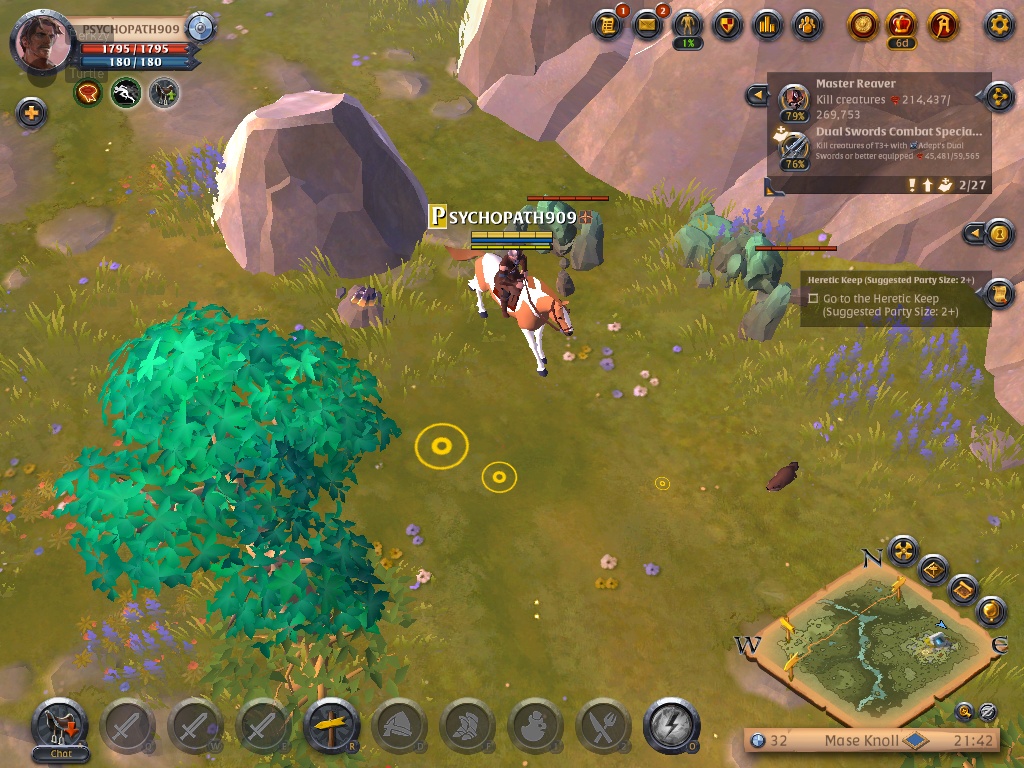 PSYCHOPATH909
1795/1795
180/180
Turtle
1
2
1%
6d
Master Reaver
Kill creatures 214,437/
269,753
79%
Dual Swords Combat Specia...
Kill creatures of T3+ with Adept's Dual
Swords or better equipped 45,481/59,565
76%
2/27
PSYCHOPATH909
Heretic Keep (Suggested Party Size: 2+)
Go to the Heretic Keep
(Suggested Party Size: 2+)
N
W
E
Chat
Q
W
E
R
D
F
O
32
Mase Knoll
21:42